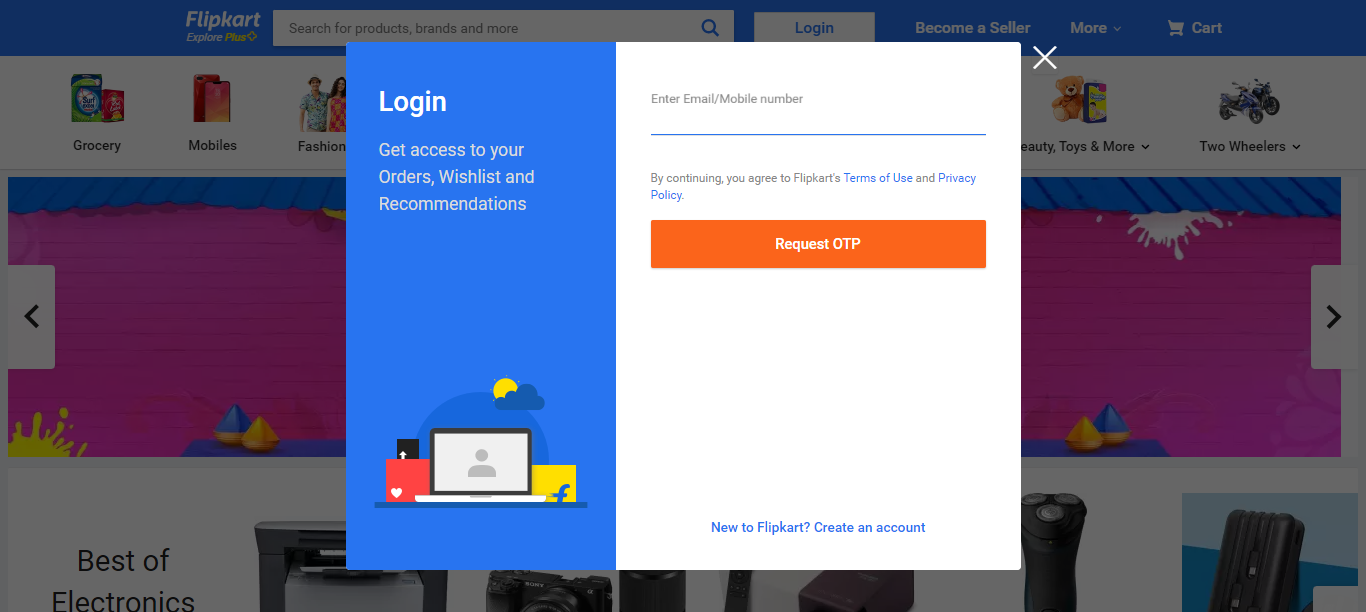 Flipkart
Explore Plus
Search for products, brands and more
Login
Become a Seller
More
Cart
Grocery
Mobiles
Fashion
eauty, Toys & More
Two Wheelers
Login
Get access to your
Orders, Wishlist and
Recommendations
Enter Email/Mobile number
By continuing, you agree to Flipkart's Terms of Use and Privacy
Policy.
Request OTP
New to Flipkart? Create an account
Best of
Electronics
SONY